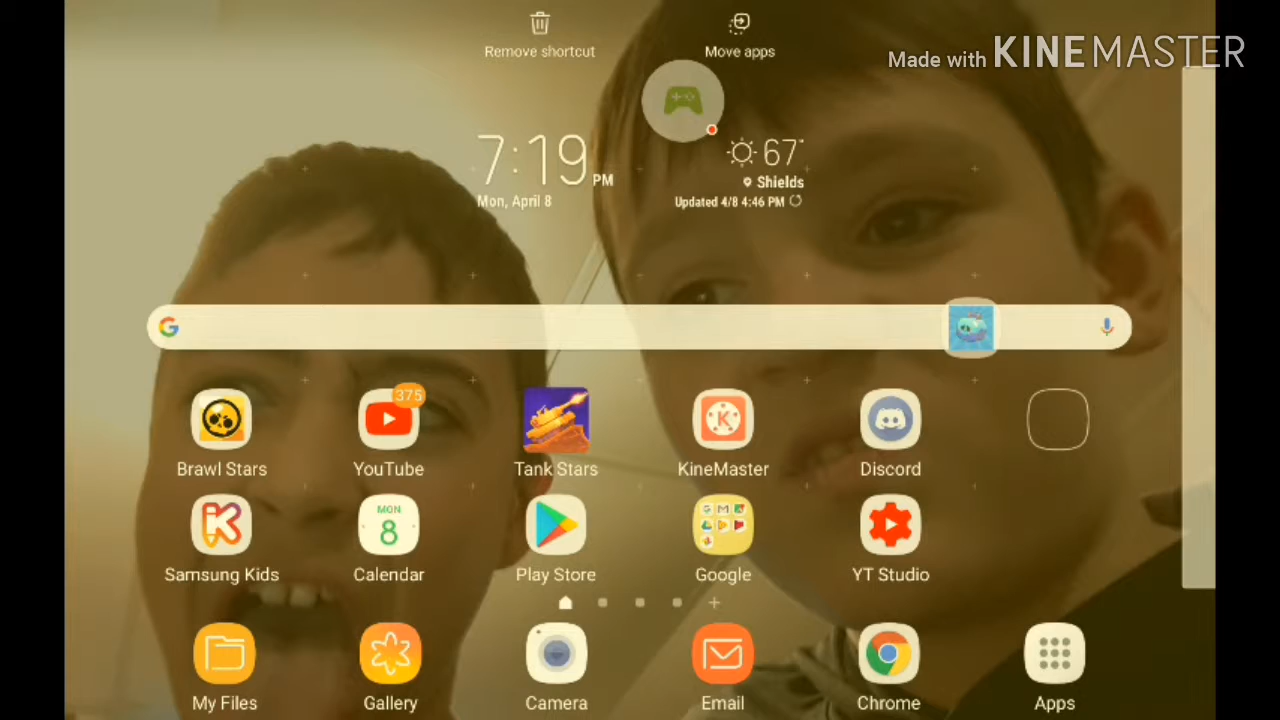 Remove shortcut
Move apps
Made with KINEMASTER
7:19 PM
67°
Shields
Mon, April 8
Updated 4/8 4:46 PM
375
Brawl Stars
YouTube
Tank Stars
KineMaster
Discord
MON
8
Samsung Kids
Calendar
Play Store
Google
YT Studio
My Files
Gallery
Camera
Email
Chrome
Apps